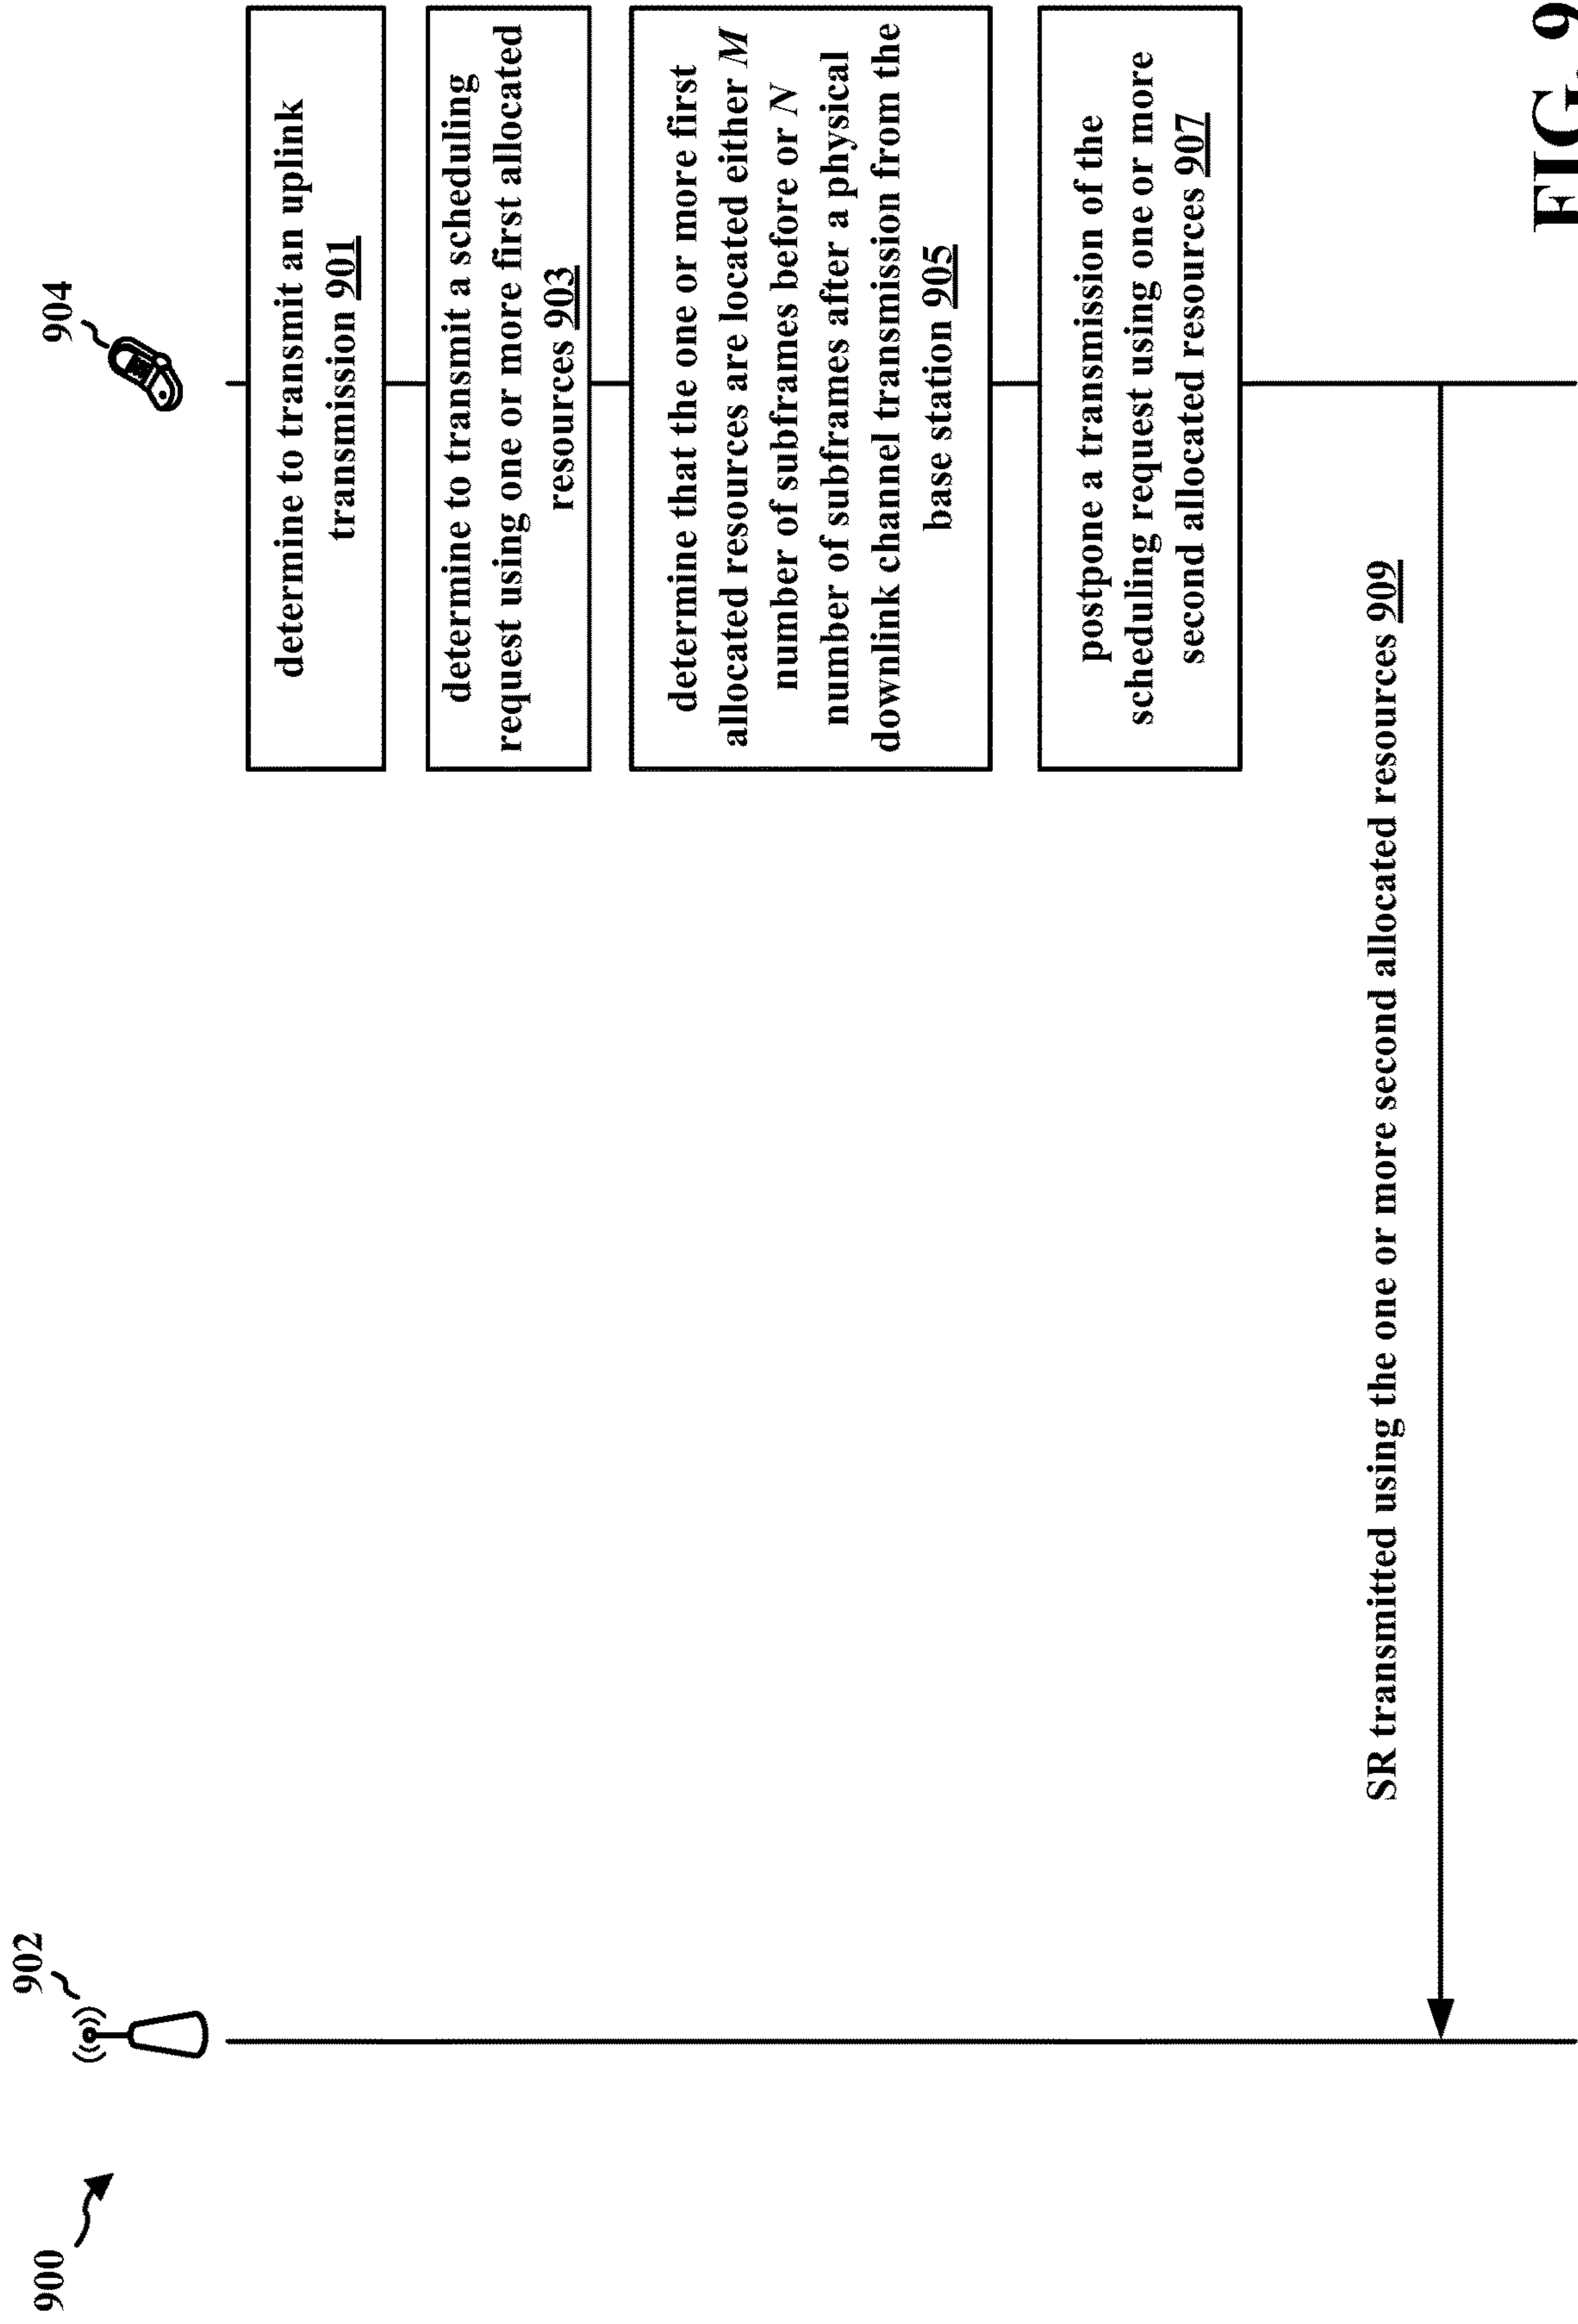 900
902
904
determine to transmit an uplink
transmission 901
determine to transmit a scheduling
request using one or more first allocated
resources 903
determine that the one or more first
allocated resources are located either M
number of subframes before or N
number of subframes after a physical
downlink channel transmission from the
base station 905
postpone a transmission of the
scheduling request using one or more
second allocated resources 907
SR transmitted using the one or more second allocated resources 909
FIG. 9